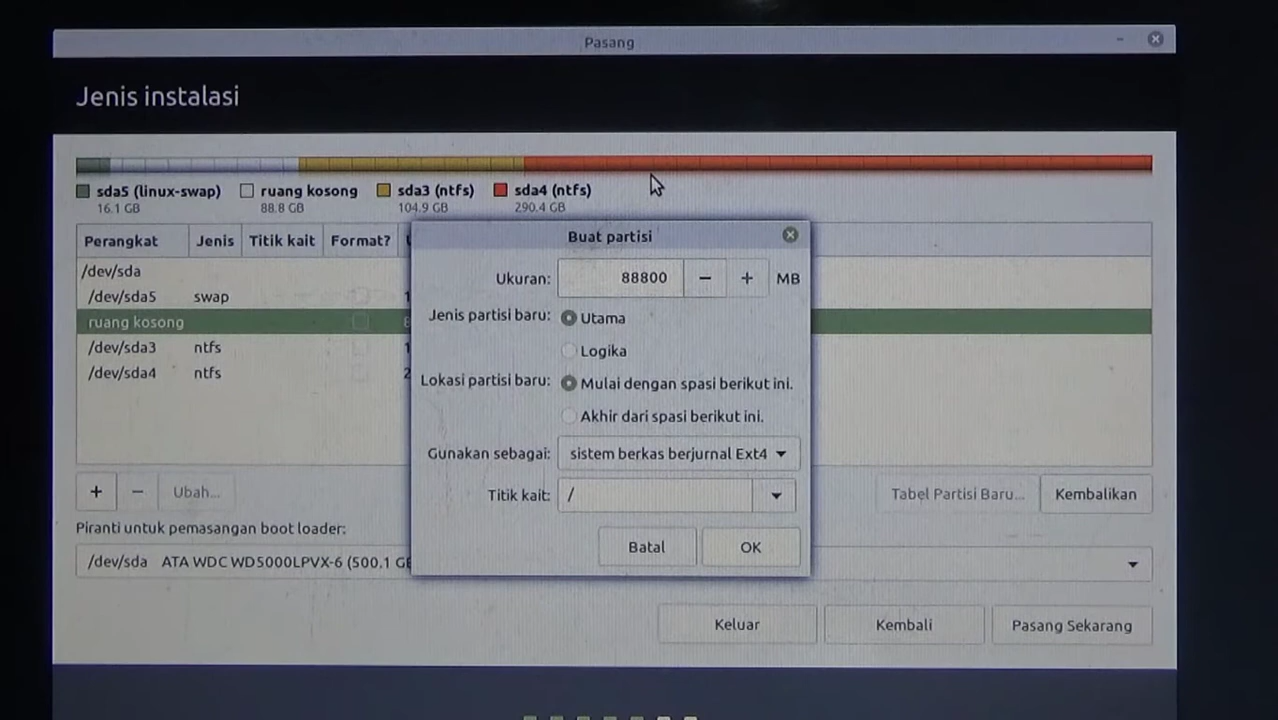 Pasang
Jenis instalasi
sda5 (linux-swap) ruang kosong sda3 (ntfs) sda4 (ntfs)
16.1 GB 88.8 GB 104.9 GB 290.4 GB
Perangkat Jenis Titik kait Format?
/dev/sda
/dev/sda5 swap
ruang kosong
/dev/sda3 ntfs
/dev/sda4 ntfs
Buat partisi
Ukuran: 88800 − + MB
Jenis partisi baru: Utama
Logika
Lokasi partisi baru: Mulai dengan spasi berikut ini.
Akhir dari spasi berikut ini.
Gunakan sebagai: sistem berkas berjurnal Ext4
Titik kait: /
Batal OK
+ − Ubah... Tabel Partisi Baru... Kembalikan
Piranti untuk pemasangan boot loader:
/dev/sda ATA WDC WD5000LPVX-6 (500.1 G
Keluar Kembali Pasang Sekarang